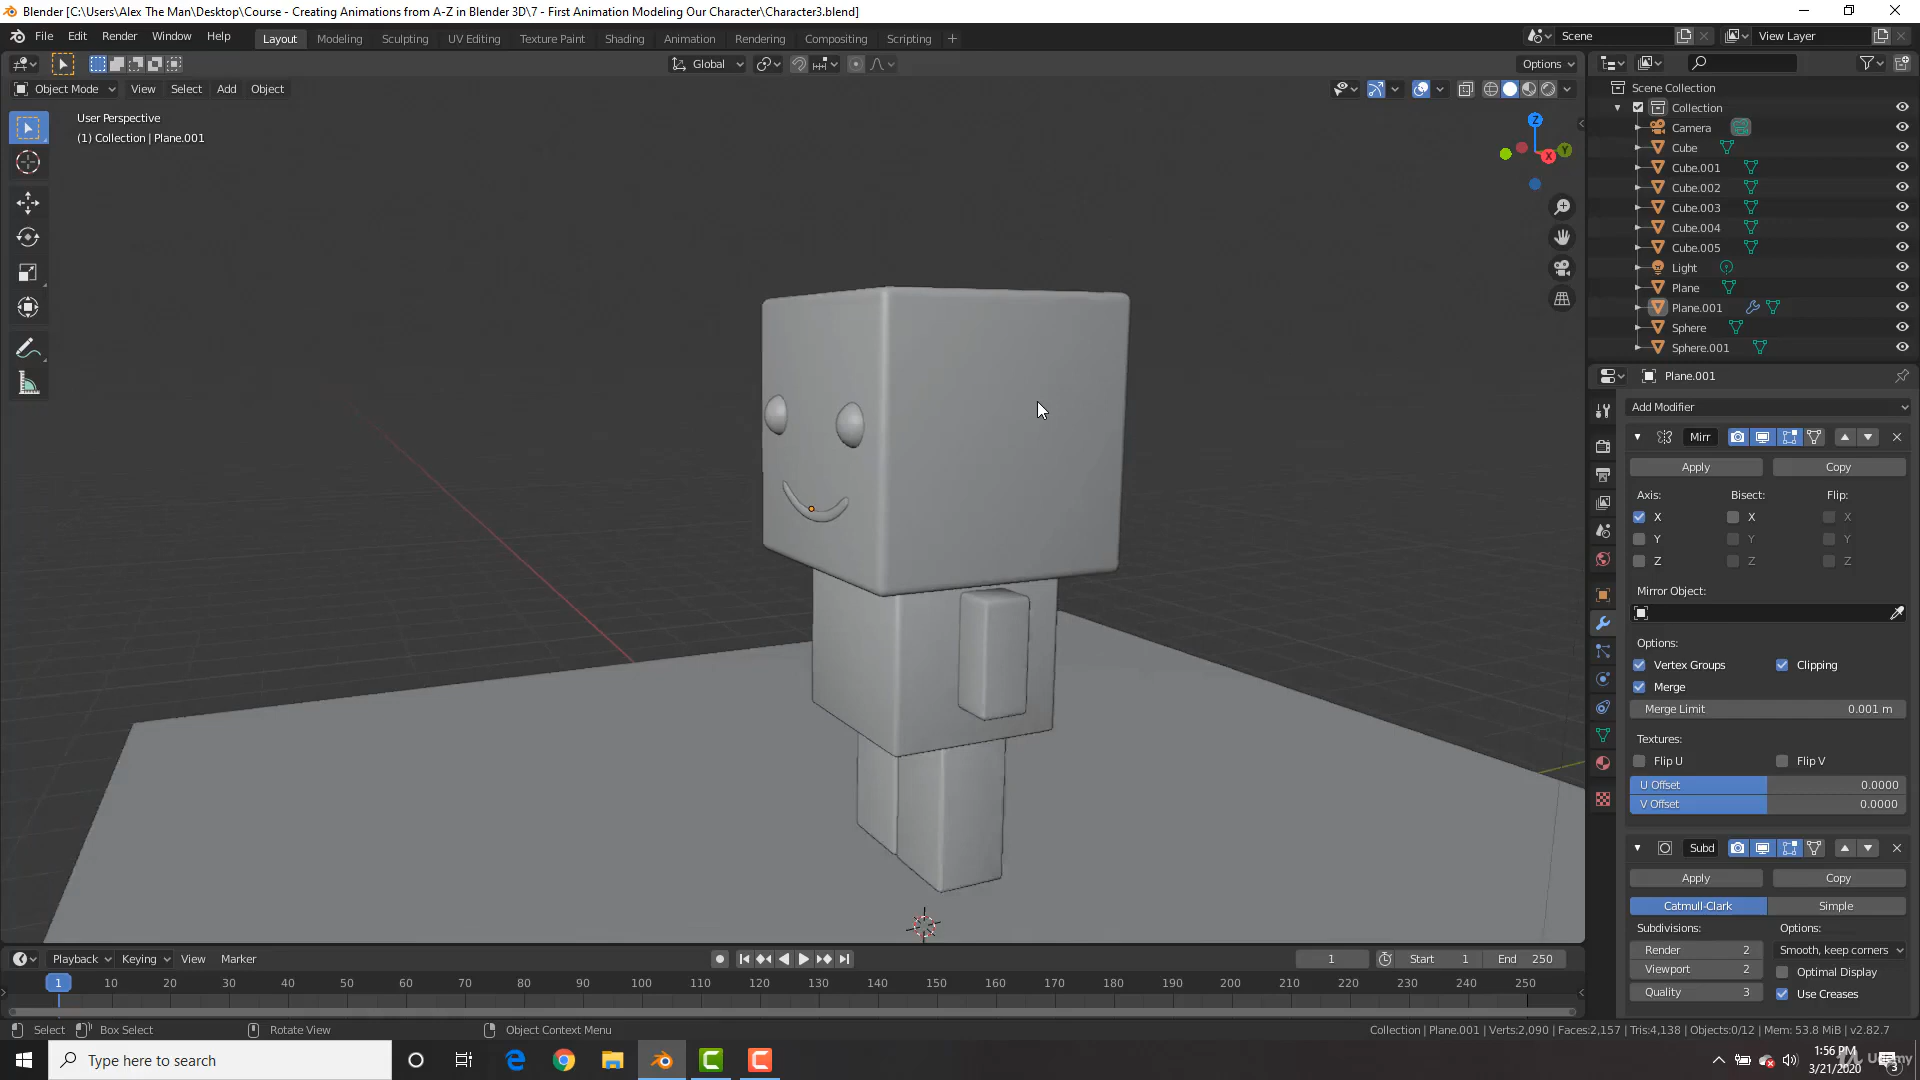 Blender [C:\Users\Alex The Man\Desktop\Course - Creating Animations from A-Z in Blender 3D\7 - First Animation Modeling Our Character\Character3.blend]
File Edit Render Window Help Layout Modeling Sculpting UV Editing Texture Paint Shading Animation Rendering Compositing Scripting + Scene View Layer
Global Options
Object Mode View Select Add Object
User Perspective
(1) Collection | Plane.001
Z
Y
X
Scene Collection
Collection
Camera
Cube
Cube.001
Cube.002
Cube.003
Cube.004
Cube.005
Light
Plane
Plane.001
Sphere
Sphere.001
Plane.001
Add Modifier
Mirr
Apply Copy
Axis: Bisect: Flip:
X X X
Y Y Y
Z Z Z
Mirror Object:
Options:
Vertex Groups Clipping
Merge
Merge Limit 0.001 m
Textures:
Flip U Flip V
U Offset 0.0000
V Offset 0.0000
Subd
Apply Copy
Catmull-Clark Simple
Subdivisions: Options:
Render 2 Smooth, keep corners
Viewport 2 Optimal Display
Quality 3 Use Creases
Playback Keying View Marker 1 Start 1 End 250
1 10 20 30 40 50 60 70 80 90 100 110 120 130 140 150 160 170 180 190 200 210 220 230 240 250
Select Box Select Rotate View Object Context Menu Collection | Plane.001 | Verts:2,090 | Faces:2,157 | Tris:4,138 | Objects:0/12 | Mem: 53.8 MiB | v2.82.7
Type here to search
1:56 PM
3/21/2020
3
Udemy